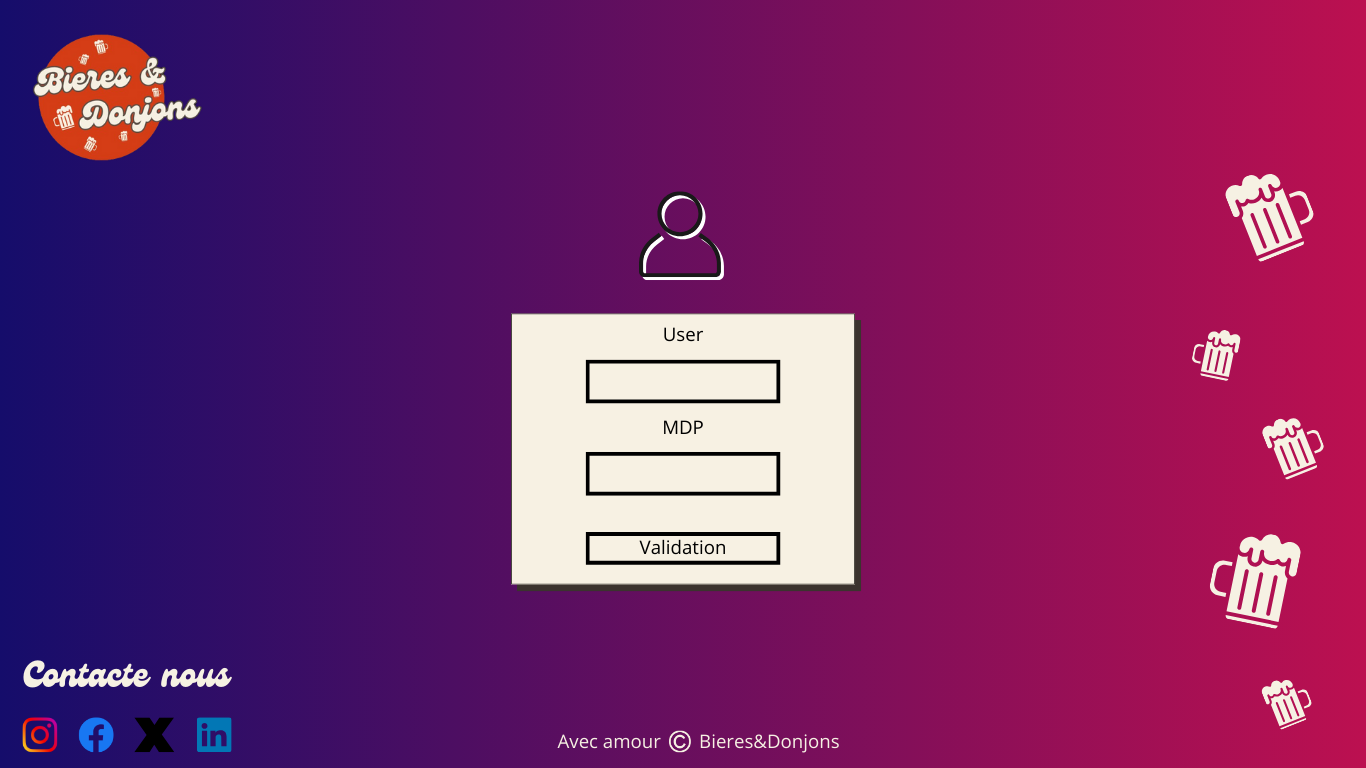 Bieres &
Donjons
User
MDP
Validation
Contacte nous
Avec amour © Bieres&Donjons